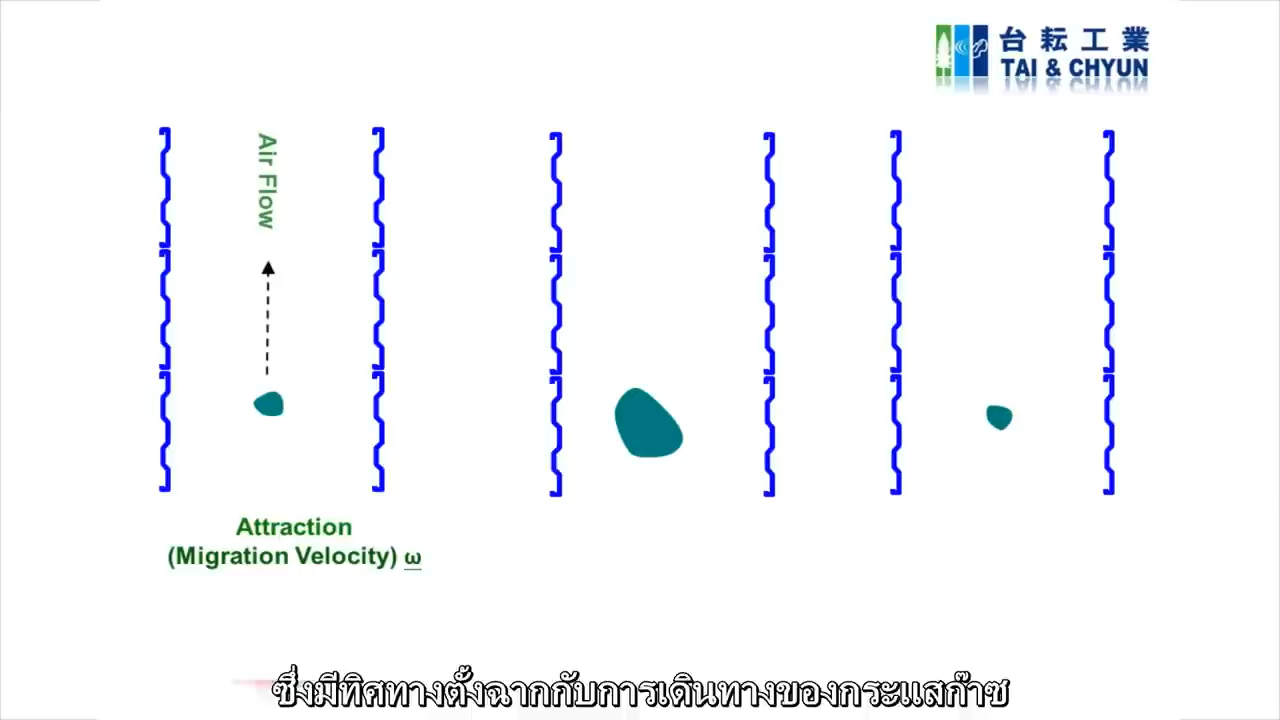 台耘工業
TAI & CHYUN
Air Flow
Attraction
(Migration Velocity) ω
ซึ่งมีทิศทางตั้งฉากกับการเดินทางของกระแสก๊าซ